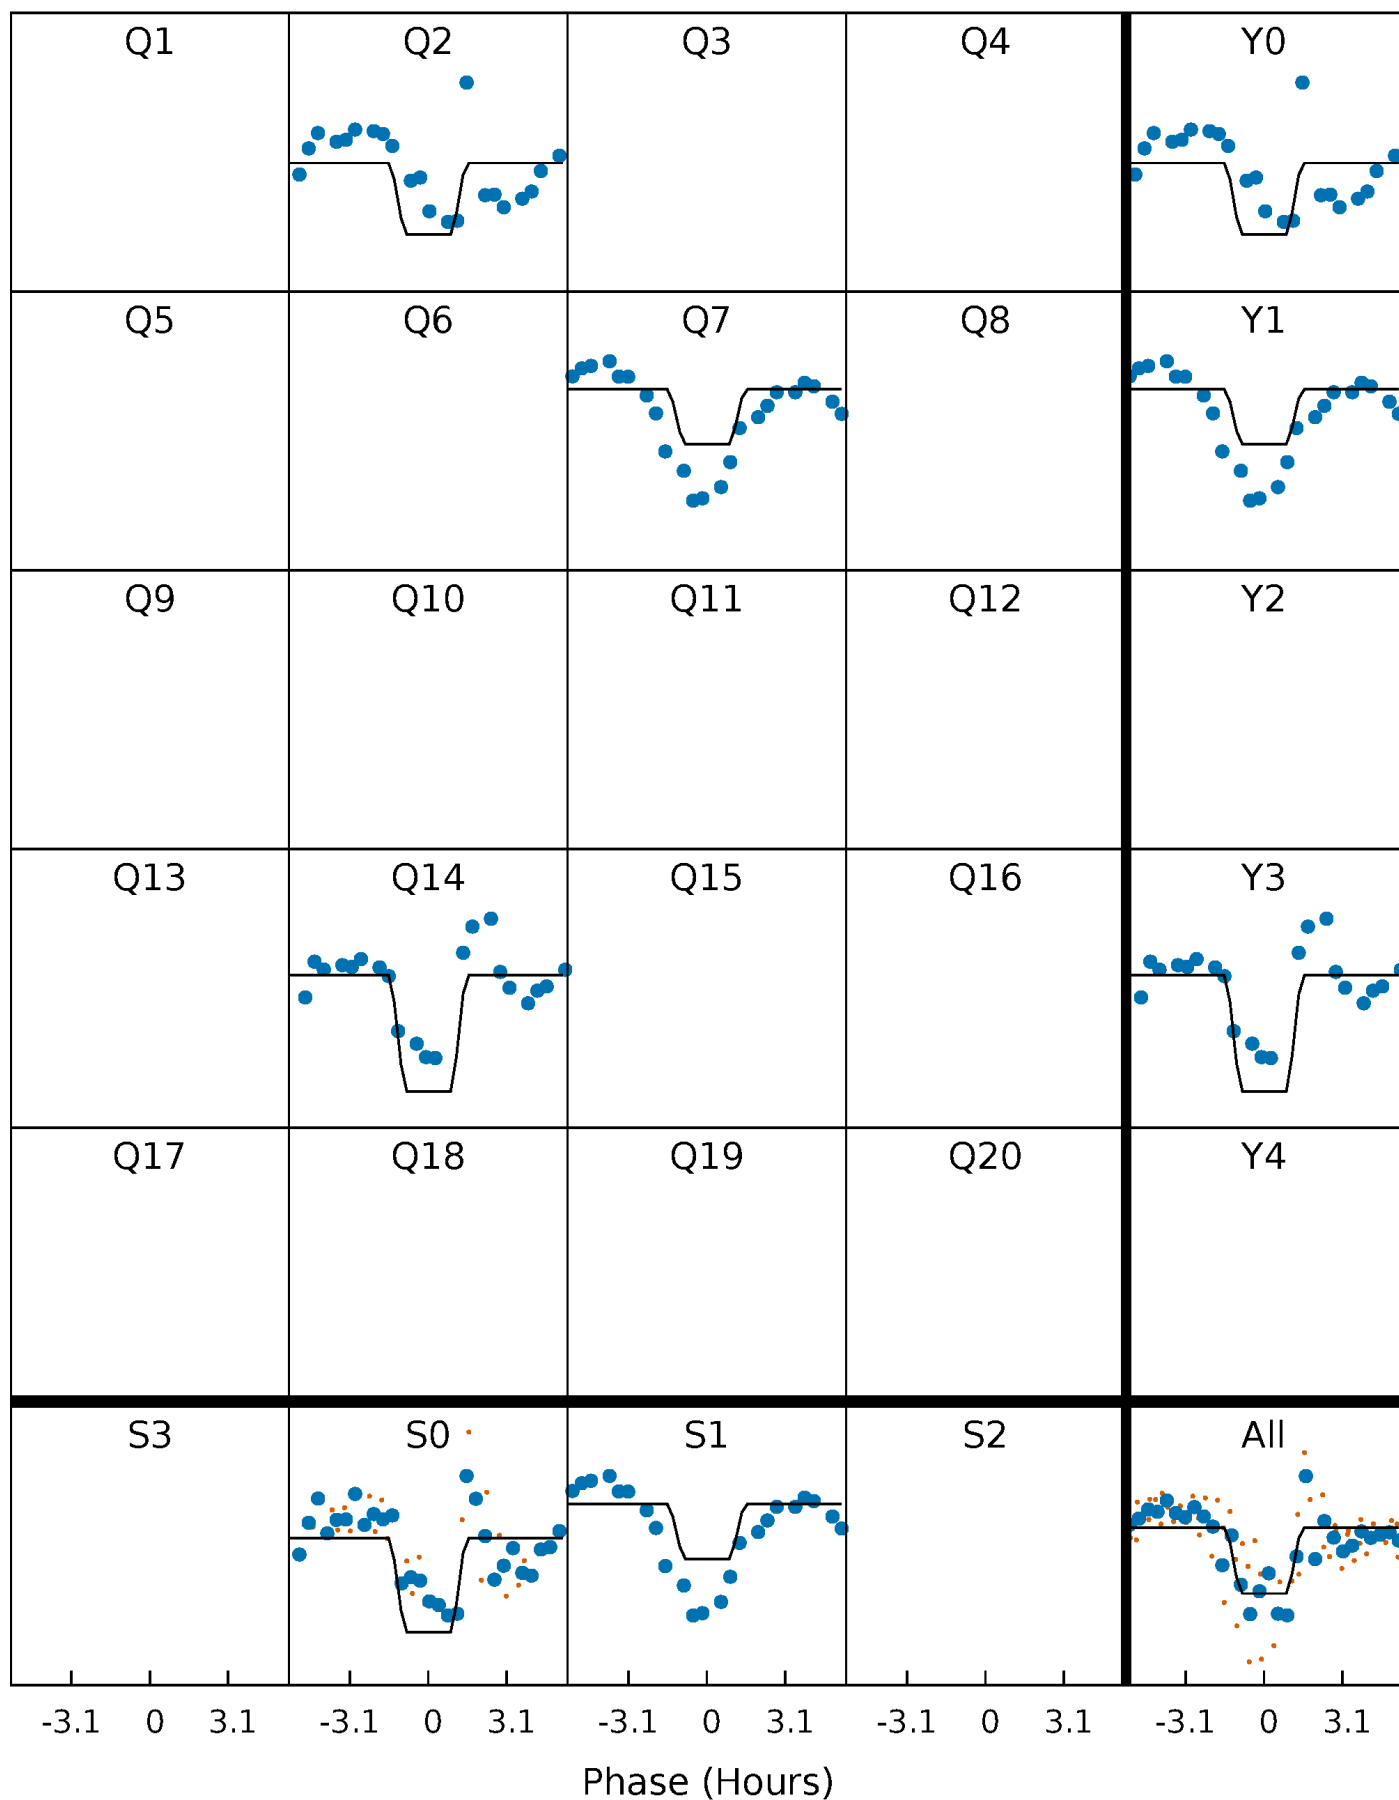 Q1 Q2 Q3 Q4 Y0
Q5 Q6 Q7 Q8 Y1
Q9 Q10 Q11 Q12 Y2
Q13 Q14 Q15 Q16 Y3
Q17 Q18 Q19 Q20 Y4
S3 S0 S1 S2 All
-3.1 0 3.1 -3.1 0 3.1 -3.1 0 3.1 -3.1 0 3.1 -3.1 0 3.1
Phase (Hours)